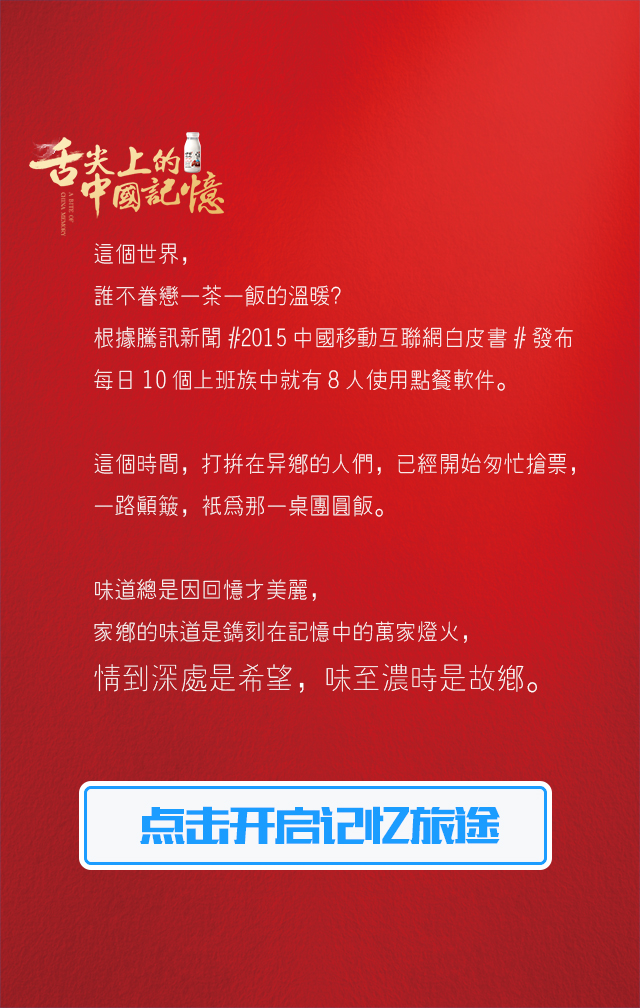 舌尖上的
中國記憶
A BITE OF
CHINA MEMORY
這個世界，
誰不眷戀一茶一飯的溫暖？
根據騰訊新聞 #2015 中國移動互聯網白皮書 # 發布
每日 10 個上班族中就有 8 人使用點餐軟件。
這個時間，打拚在异鄉的人們，已經開始匆忙搶票，
一路顛簸，衹爲那一桌團圓飯。
味道總是因回憶才美麗，
家鄉的味道是鐫刻在記憶中的萬家燈火，
情到深處是希望，味至濃時是故鄉。
点击开启记忆旅途